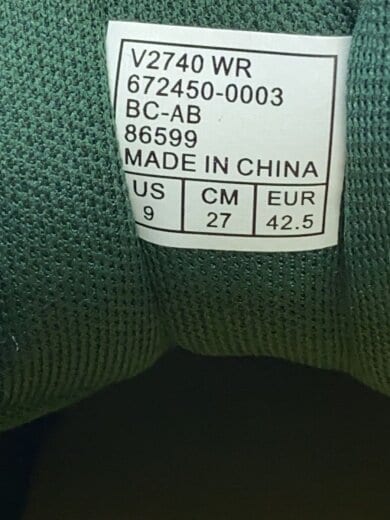 V2740 WR
672450-0003
BC-AB
86599
MADE IN CHINA
US CM EUR
9 27 42.5